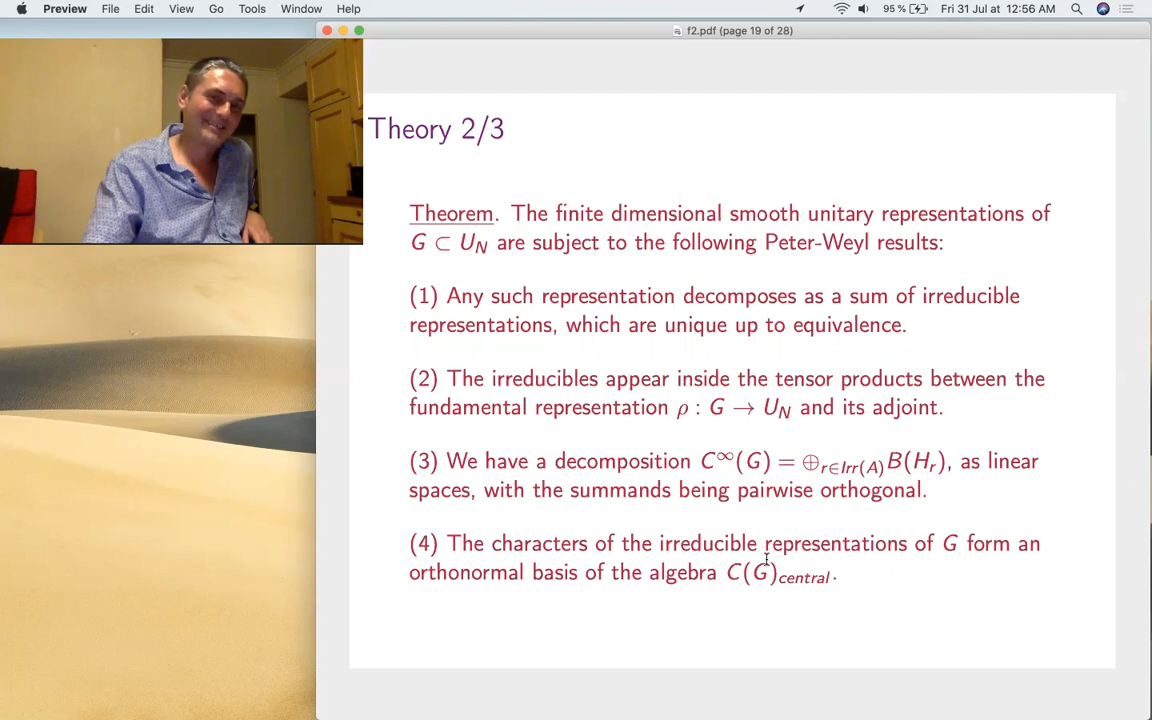 Preview File Edit View Go Tools Window Help 95 % Fri 31 Jul at 12:56 AM
f2.pdf (page 19 of 28)
Theory 2/3
Theorem. The finite dimensional smooth unitary representations of
G ⊂ U_N are subject to the following Peter-Weyl results:
(1) Any such representation decomposes as a sum of irreducible
representations, which are unique up to equivalence.
(2) The irreducibles appear inside the tensor products between the
fundamental representation ρ : G → U_N and its adjoint.
(3) We have a decomposition C^∞(G) = ⊕_{r∈Irr(A)} B(H_r), as linear
spaces, with the summands being pairwise orthogonal.
(4) The characters of the irreducible representations of G form an
orthonormal basis of the algebra C(G)_{central}.